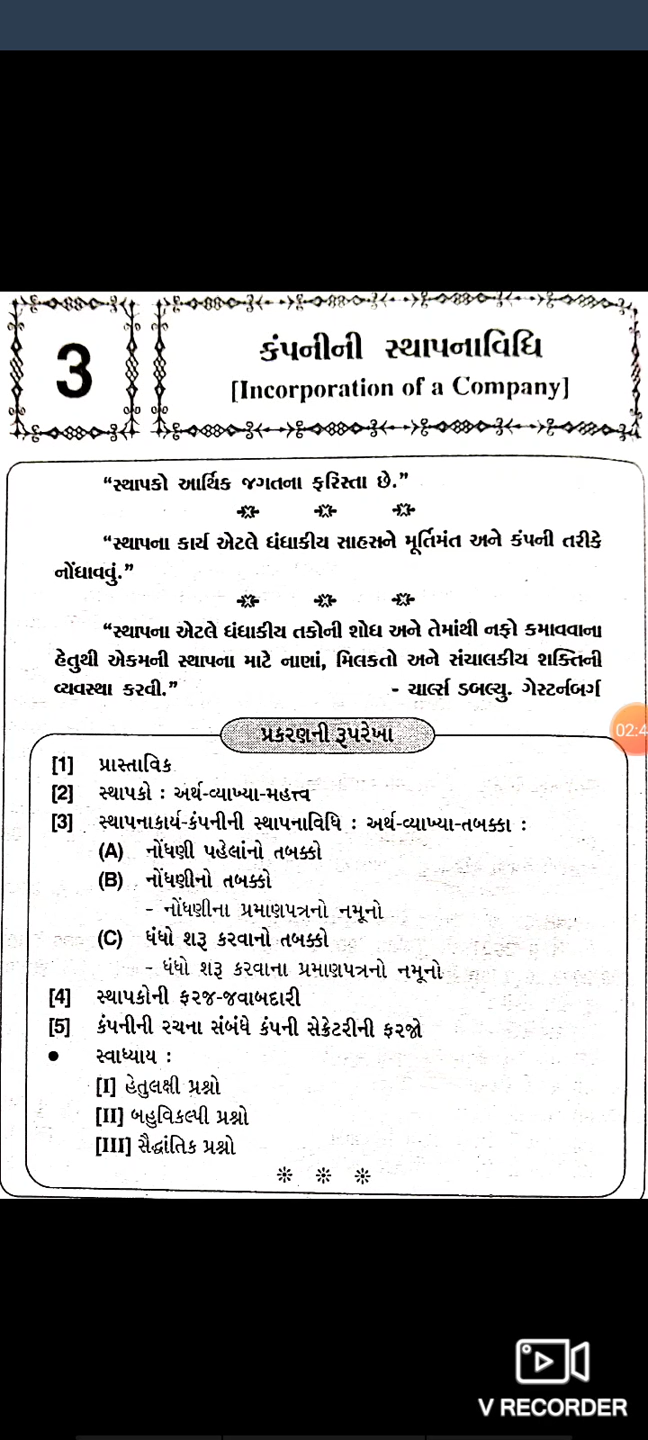 3
કંપનીની સ્થાપનાવિધિ
[Incorporation of a Company]
“સ્થાપકો આર્થિક જગતના ફરિસ્તા છે.”
“સ્થાપના કાર્ય એટલે ધંધાકીય સાહસને મૂર્તિમંત અને કંપની તરીકે
નોંધાવવું.”
“સ્થાપના એટલે ધંધાકીય તકોની શોધ અને તેમાંથી નફો કમાવવાના
હેતુથી એકમની સ્થાપના માટે નાણાં, મિલકતો અને સંચાલકીય શક્તિની
વ્યવસ્થા કરવી.” - ચાર્લ્સ ડબલ્યુ. ગેસ્ટર્નબર્ગ
પ્રકરણની રૂપરેખા
02:4
[1] પ્રાસ્તાવિક
[2] સ્થાપકો : અર્થ-વ્યાખ્યા-મહત્ત્વ
[3] સ્થાપનાકાર્ય-કંપનીની સ્થાપનાવિધિ : અર્થ-વ્યાખ્યા-તબક્કા :
(A) નોંધણી પહેલાંનો તબક્કો
(B) નોંધણીનો તબક્કો
- નોંધણીના પ્રમાણપત્રનો નમૂનો
(C) ધંધો શરૂ કરવાનો તબક્કો
- ધંધો શરૂ કરવાના પ્રમાણપત્રનો નમૂનો
[4] સ્થાપકોની ફરજ-જવાબદારી
[5] કંપનીની રચના સંબંધે કંપની સેક્રેટરીની ફરજો
● સ્વાધ્યાય :
[I] હેતુલક્ષી પ્રશ્નો
[II] બહુવિકલ્પી પ્રશ્નો
[III] સૈદ્ધાંતિક પ્રશ્નો
V RECORDER